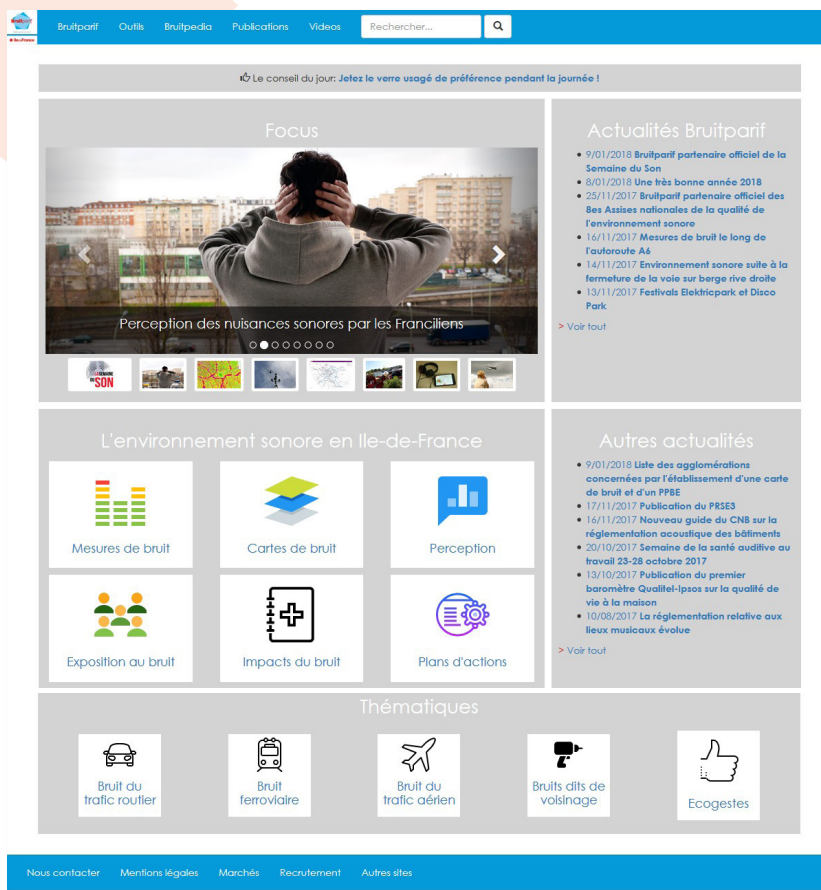 Bruitparif
Ile-de-France
Bruitparif Outils Bruitpedia Publications Videos Rechercher...
Le conseil du jour: Jetez le verre usagé de préférence pendant la journée !
Focus
Perception des nuisances sonores par les Franciliens
LA SEMAINE
DU SON
Actualités Bruitparif
9/01/2018 Bruitparif partenaire officiel de la
Semaine du Son
8/01/2018 Une très bonne année 2018
25/11/2017 Bruitparif partenaire officiel des
8es Assises nationales de la qualité de
l'environnement sonore
16/11/2017 Mesures de bruit le long de
l'autoroute A6
14/11/2017 Environnement sonore suite à la
fermeture de la voie sur berge rive droite
13/11/2017 Festivals Elektricpark et Disco
Park
> Voir tout
L'environnement sonore en Ile-de-France
Mesures de bruit
Cartes de bruit
Perception
Exposition au bruit
Impacts du bruit
Plans d'actions
Autres actualités
9/01/2018 Liste des agglomérations
concernées par l'établissement d'une carte
de bruit et d'un PPBE
17/11/2017 Publication du PRSE3
16/11/2017 Nouveau guide du CNB sur la
réglementation acoustique des bâtiments
20/10/2017 Semaine de la santé auditive au
travail 23-28 octobre 2017
13/10/2017 Publication du premier
baromètre Qualitel-Ipsos sur la qualité de
vie à la maison
10/08/2017 La réglementation relative aux
lieux musicaux évolue
> Voir tout
Thématiques
Bruit du
trafic routier
Bruit
ferroviaire
Bruit du
trafic aérien
Bruits dits de
voisinage
Ecogestes
Nous contacter Mentions légales Marchés Recrutement Autres sites